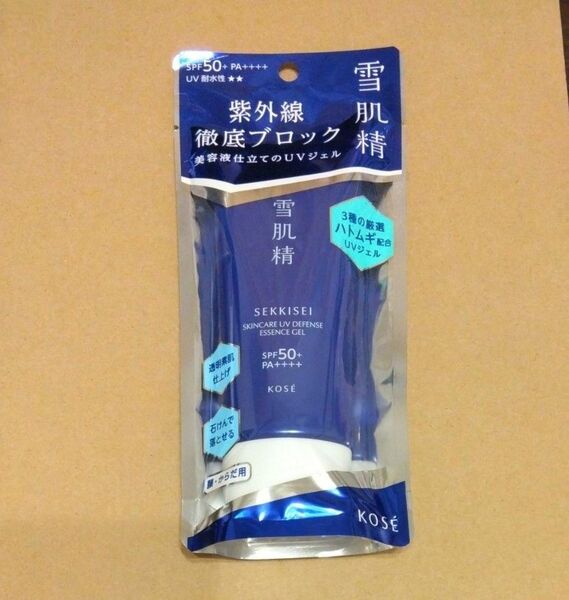 SPF50+ PA++++
UV 耐水性★★
雪肌精
紫外線
徹底ブロック
美容液仕立てのUVジェル
3種の厳選
ハトムギ配合
UVジェル
雪肌精
SEKKISEI
SKINCARE UV DEFENSE
ESSENCE GEL
SPF50+
PA++++
KOSÉ
透明素肌
仕上げ
石けんで
落とせる
顔・からだ用
KOSÉ